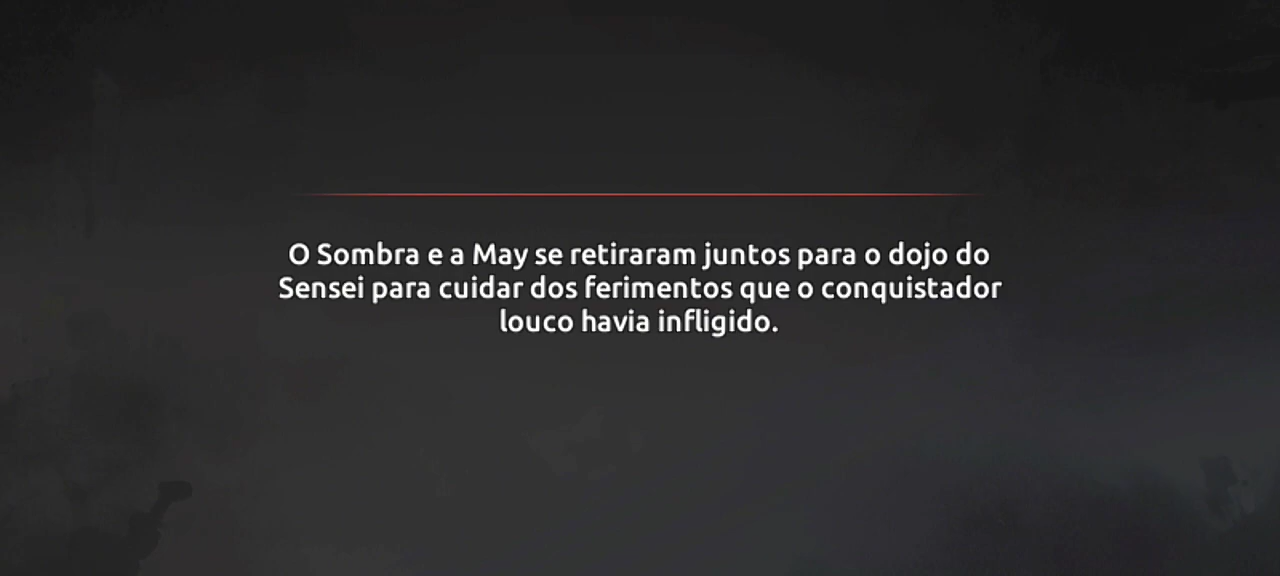 O Sombra e a May se retiraram juntos para o dojo do
Sensei para cuidar dos ferimentos que o conquistador
louco havia infligido.